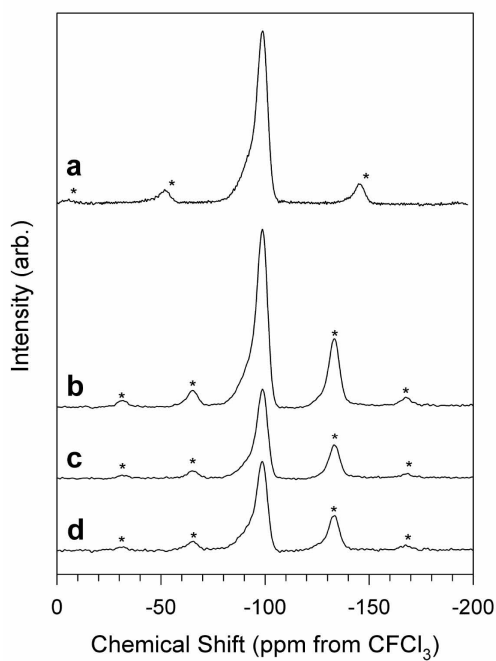 * a * *
b * * * *
c * * * *
d * * * *
Intensity (arb.)
0 -50 -100 -150 -200
Chemical Shift (ppm from CFCl3)